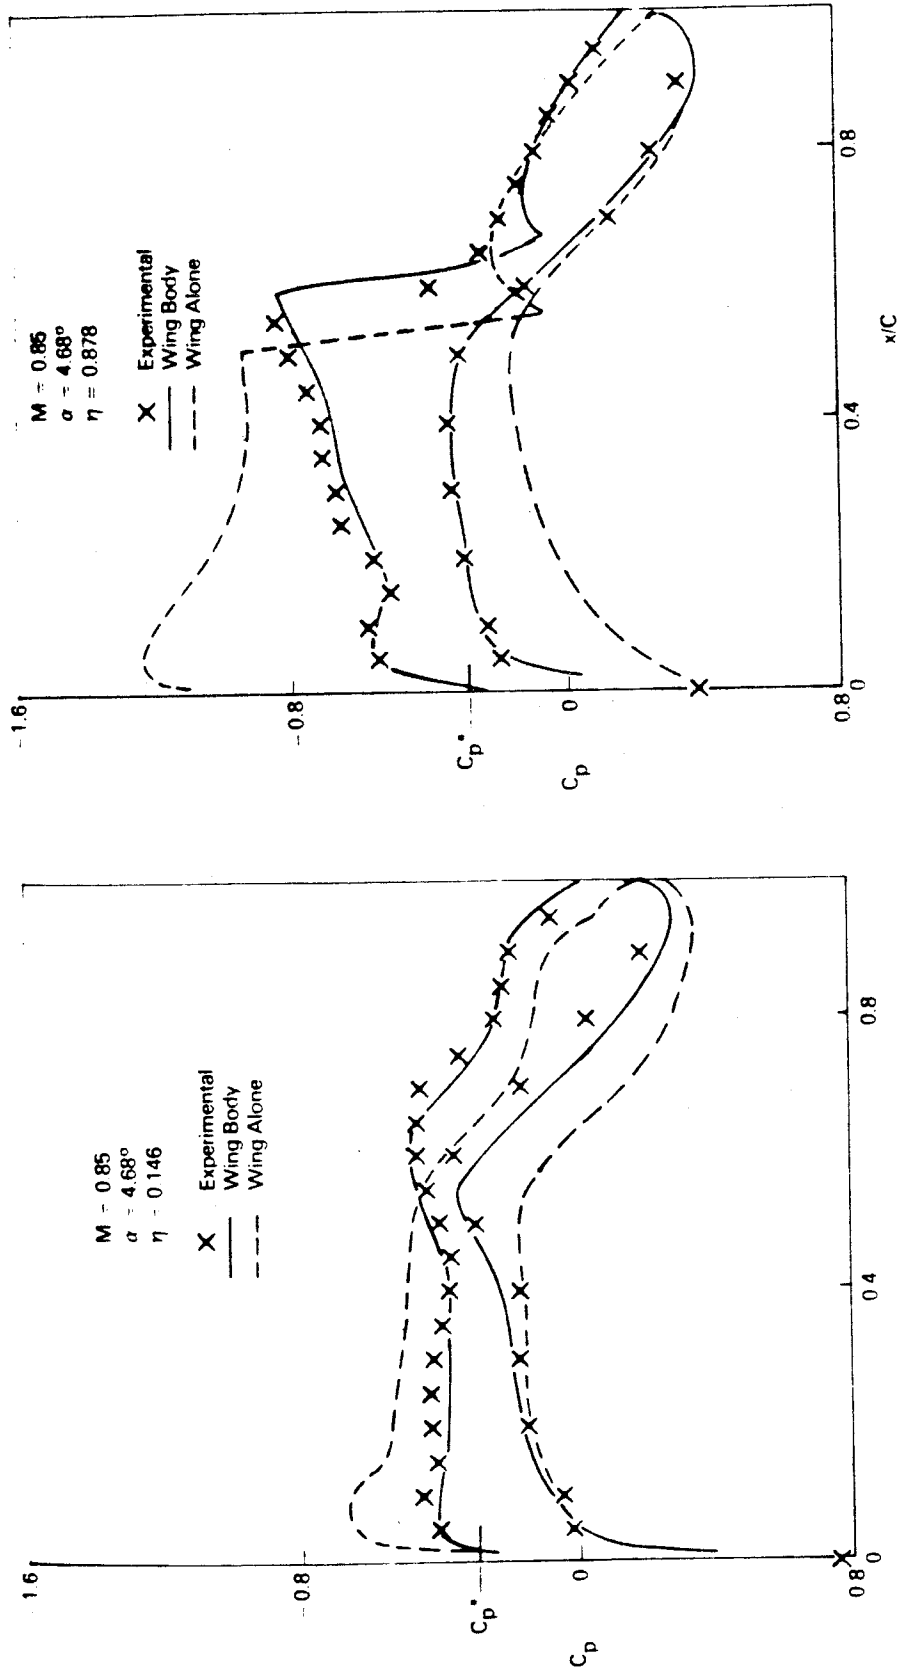 M = 0.85
α = 4.68°
η = 0.146
X Experimental
Wing Body
Wing Alone
-1.6
-0.8
Cp*
0
Cp
0.8
0
0.4
0.8
M = 0.85
α = 4.68°
η = 0.878
X Experimental
Wing Body
Wing Alone
-1.6
-0.8
Cp*
0
Cp
0.8
0
0.4
0.8
x/C